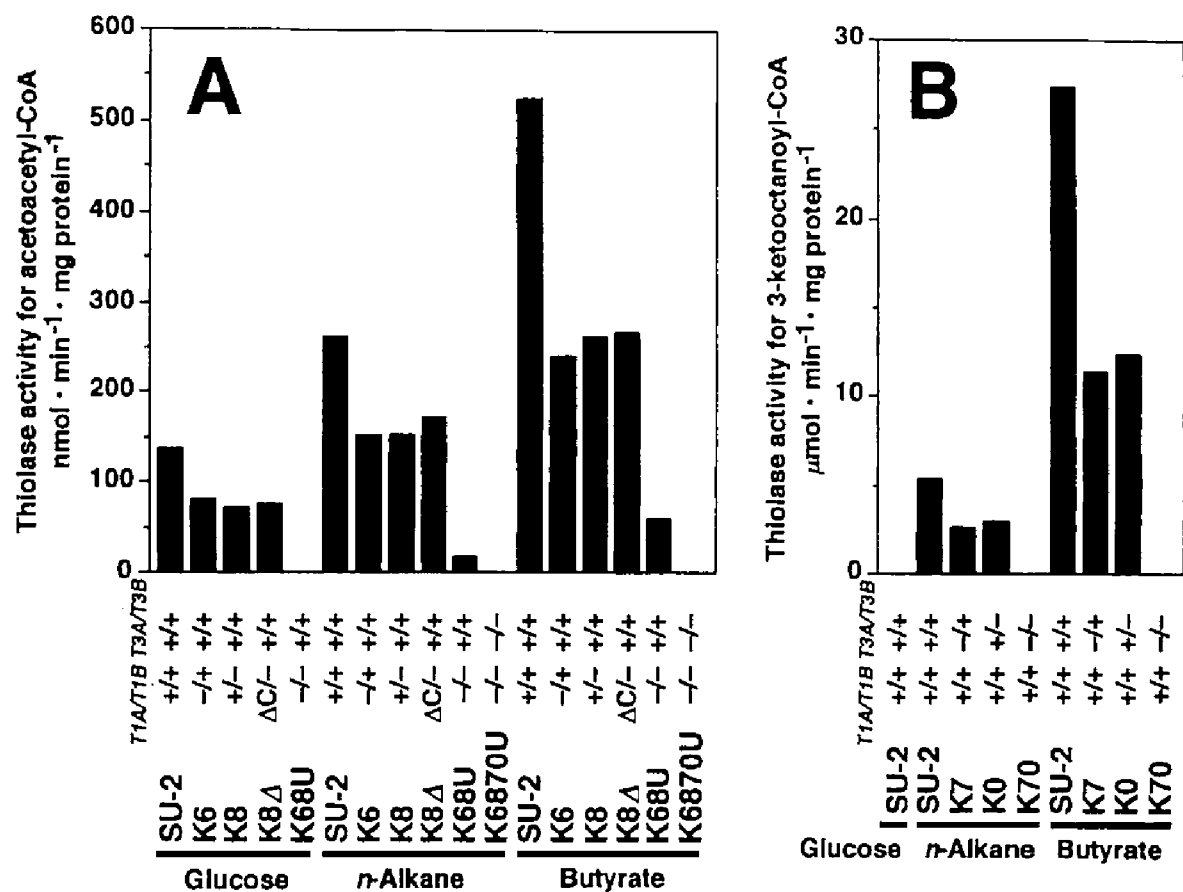 A
Thiolase activity for acetoacetyl-CoA
nmol · min⁻¹ · mg protein⁻¹
600
500
400
300
200
100
0
T1A/T1B T3A/T3B
+/+ +/+
−/+ +/+
+/− +/+
ΔC/− +/+
−/− +/+
+/+ +/+
−/+ +/+
+/− +/+
ΔC/− +/+
−/− +/+
−/− −/−
+/+ +/+
−/+ +/+
+/− +/+
ΔC/− +/+
−/− +/+
−/− −/−
SU-2
K6
K8
K8Δ
K68U
SU-2
K6
K8
K8Δ
K68U
K6870U
SU-2
K6
K8
K8Δ
K68U
K6870U
Glucose
n-Alkane
Butyrate
B
Thiolase activity for 3-ketooctanoyl-CoA
μmol · min⁻¹ · mg protein⁻¹
30
20
10
0
T1A/T1B T3A/T3B
+/+ +/+
+/+ +/+
+/+ −/+
+/+ +/−
+/+ −/−
+/+ +/+
+/+ −/+
+/+ +/−
+/+ −/−
SU-2
SU-2
K7
K0
K70
SU-2
K7
K0
K70
Glucose
n-Alkane
Butyrate